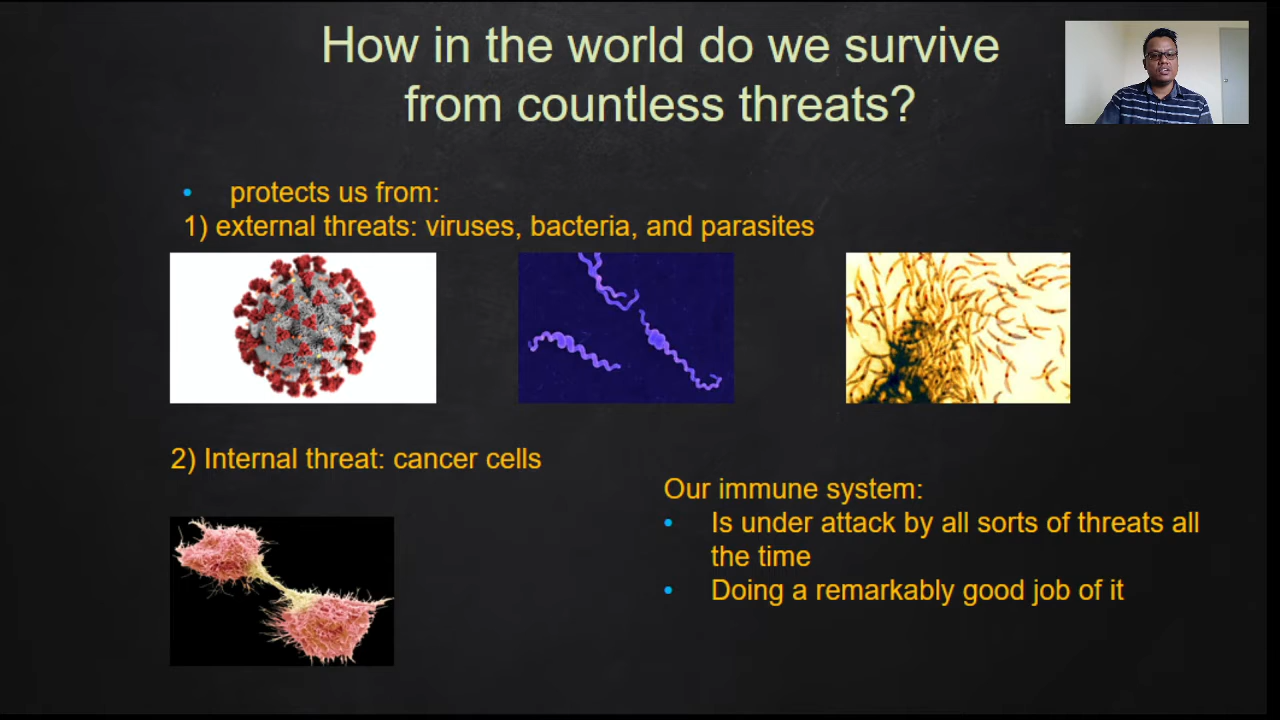 How in the world do we survive
from countless threats?
• protects us from:
1) external threats: viruses, bacteria, and parasites
2) Internal threat: cancer cells
Our immune system:
• Is under attack by all sorts of threats all
the time
• Doing a remarkably good job of it